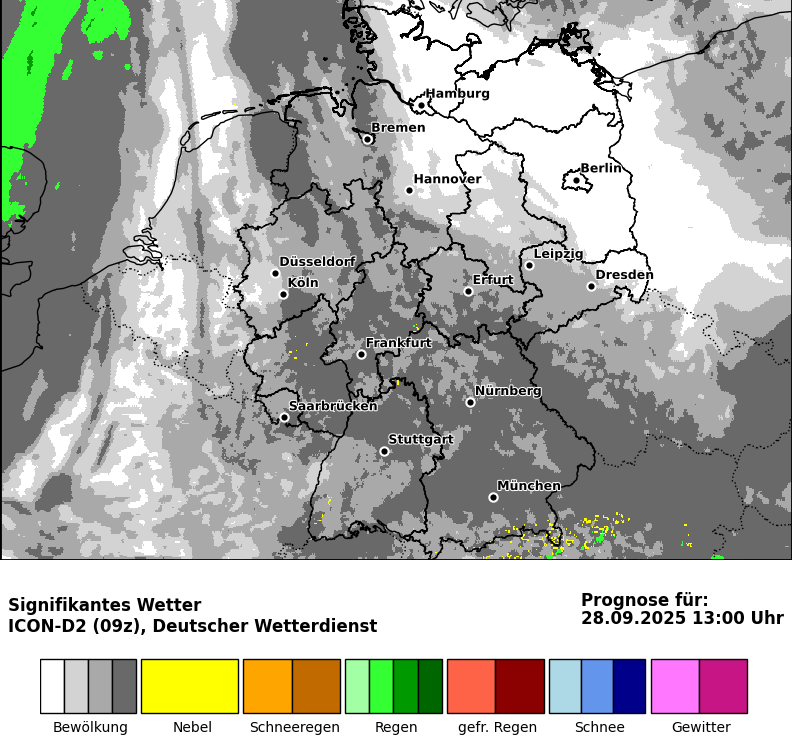 Hamburg
Bremen
Berlin
Hannover
Leipzig
Düsseldorf
Dresden
Köln
Erfurt
Frankfurt
Nürnberg
Saarbrücken
Stuttgart
München
Signifikantes Wetter
ICON-D2 (09z), Deutscher Wetterdienst
Prognose für:
28.09.2025 13:00 Uhr
Bewölkung Nebel Schneeregen Regen gefr. Regen Schnee Gewitter